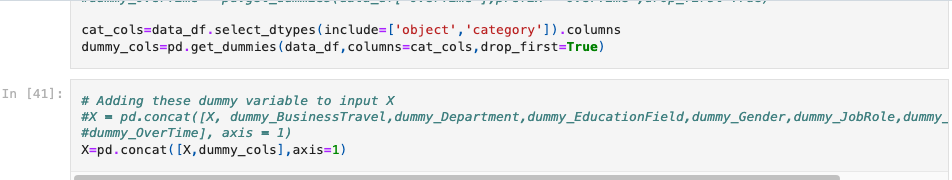 cat_cols=data_df.select_dtypes(include=['object','category']).columns
dummy_cols=pd.get_dummies(data_df,columns=cat_cols,drop_first=True)
In [41]:
# Adding these dummy variable to input X
#X = pd.concat([X, dummy_BusinessTravel,dummy_Department,dummy_EducationField,dummy_Gender,dummy_JobRole,dummy_
#dummy_OverTime], axis = 1)
X=pd.concat([X,dummy_cols],axis=1)